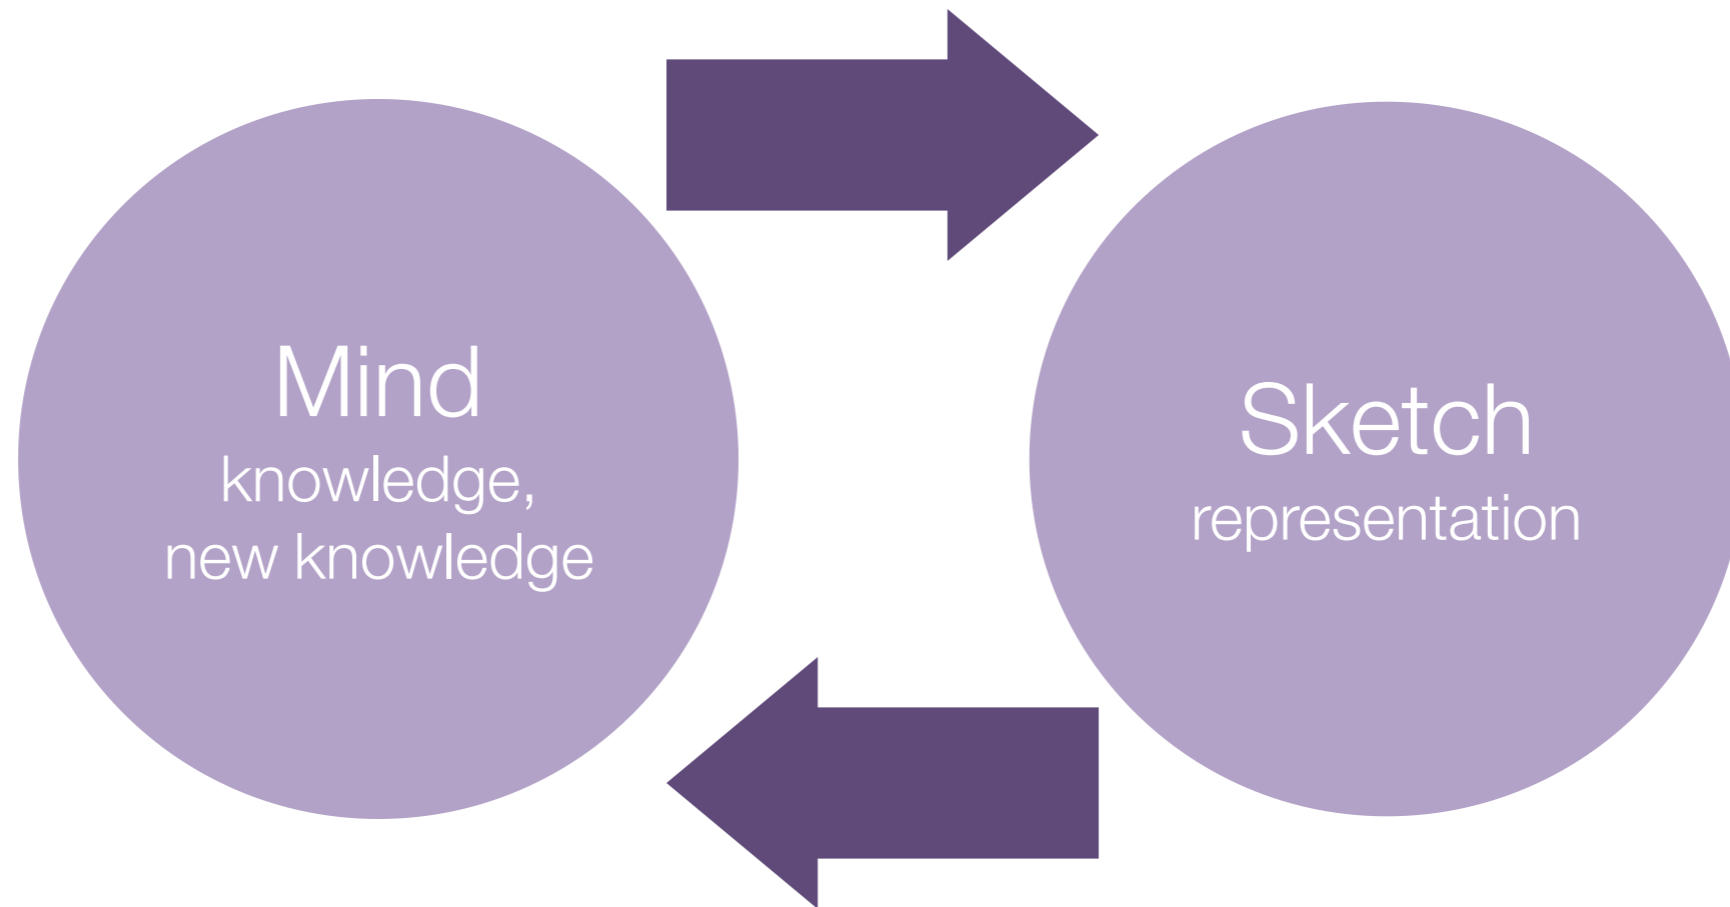 Mind
knowledge,
new knowledge
Sketch
representation